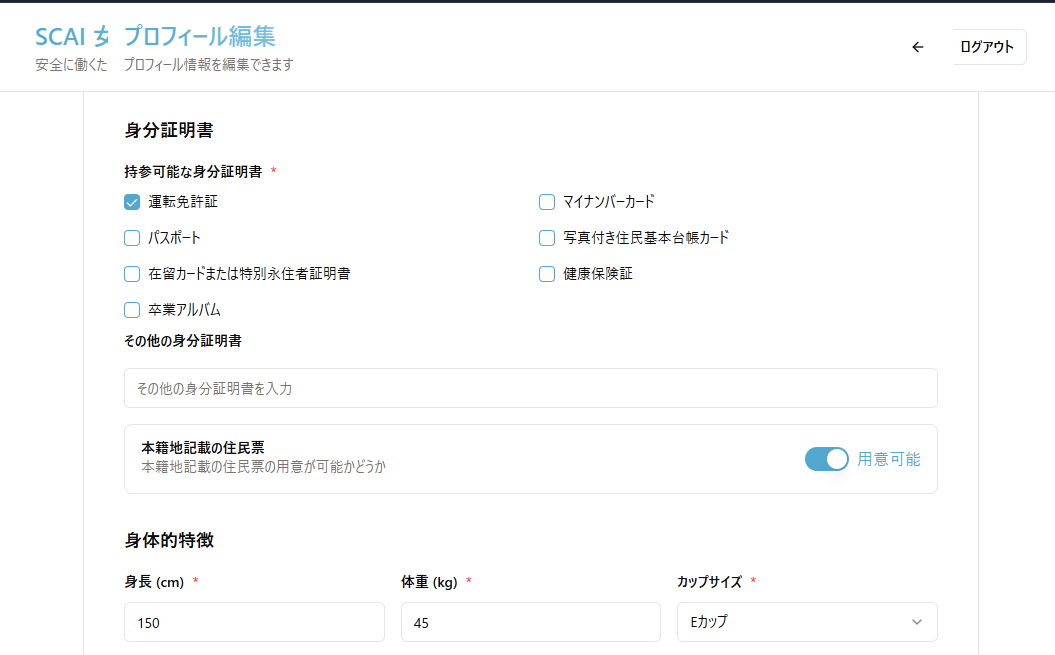 SCAI プロフィール編集
安全に働くた プロフィール情報を編集できます
ログアウト
身分証明書
持参可能な身分証明書 *
運転免許証 マイナンバーカード
パスポート 写真付き住民基本台帳カード
在留カードまたは特別永住者証明書 健康保険証
卒業アルバム
その他の身分証明書
その他の身分証明書を入力
本籍地記載の住民票
本籍地記載の住民票の用意が可能かどうか
用意可能
身体的特徴
身長 (cm) * 体重 (kg) * カップサイズ *
150 45 Eカップ